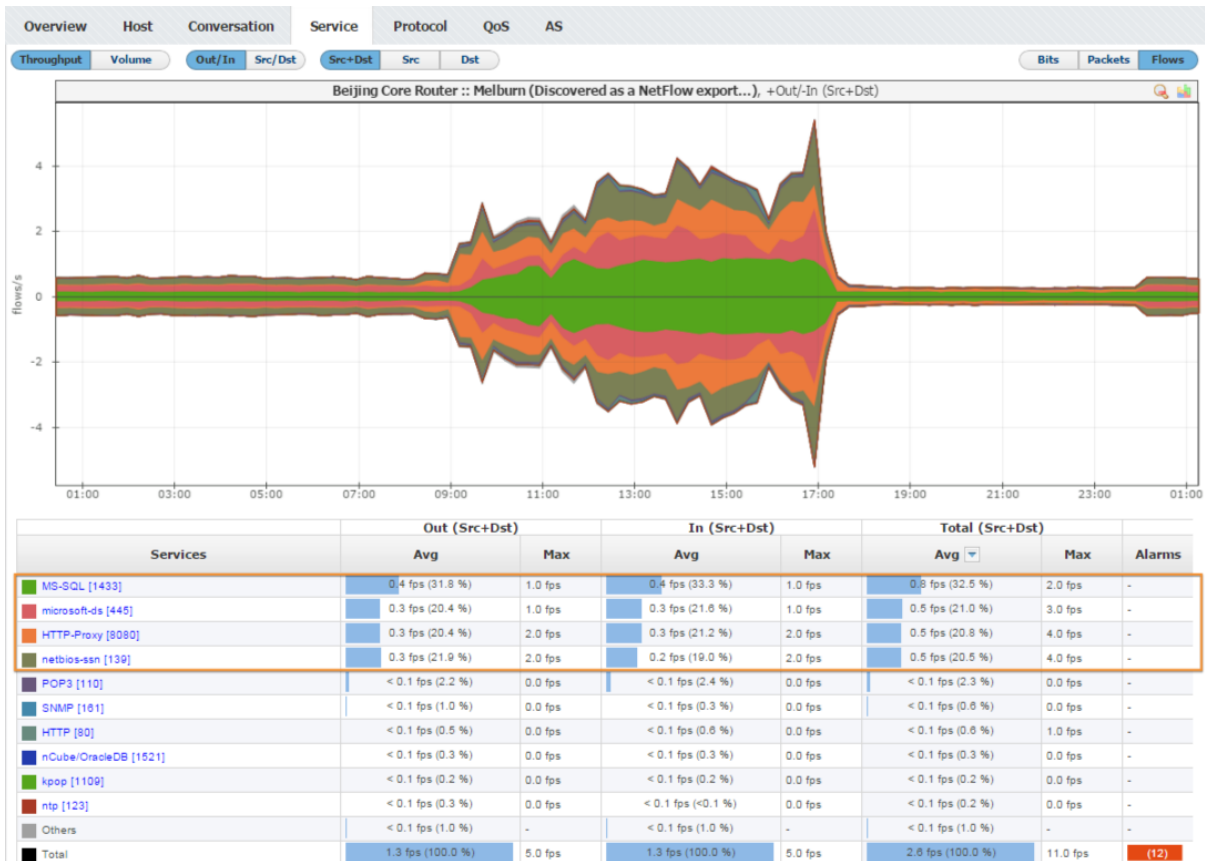 Overview Host Conversation Service Protocol QoS AS
Throughput Volume Out/In Src/Dst Src+Dst Src Dst Bits Packets Flows
Beijing Core Router :: Melburn (Discovered as a NetFlow export...), +Out/-In (Src+Dst)
4
2
0
-2
-4
flows/s
01:00 03:00 05:00 07:00 09:00 11:00 13:00 15:00 17:00 19:00 21:00 23:00 01:00
Out (Src+Dst) In (Src+Dst) Total (Src+Dst)
Services Avg Max Avg Max Avg Max Alarms
MS-SQL [1433] 0.4 fps (31.8 %) 1.0 fps 0.4 fps (33.3 %) 1.0 fps 0.8 fps (32.5 %) 2.0 fps -
microsoft-ds [445] 0.3 fps (20.4 %) 1.0 fps 0.3 fps (21.6 %) 1.0 fps 0.5 fps (21.0 %) 3.0 fps -
HTTP-Proxy [8080] 0.3 fps (20.4 %) 2.0 fps 0.3 fps (21.2 %) 2.0 fps 0.5 fps (20.8 %) 4.0 fps -
netbios-ssn [139] 0.3 fps (21.9 %) 2.0 fps 0.2 fps (19.0 %) 2.0 fps 0.5 fps (20.5 %) 4.0 fps -
POP3 [110] < 0.1 fps (2.2 %) 0.0 fps < 0.1 fps (2.4 %) 0.0 fps < 0.1 fps (2.3 %) 0.0 fps -
SNMP [161] < 0.1 fps (1.0 %) 0.0 fps < 0.1 fps (0.3 %) 0.0 fps < 0.1 fps (0.6 %) 0.0 fps -
HTTP [80] < 0.1 fps (0.5 %) 0.0 fps < 0.1 fps (0.6 %) 0.0 fps < 0.1 fps (0.6 %) 1.0 fps -
nCube/OracleDB [1521] < 0.1 fps (0.3 %) 0.0 fps < 0.1 fps (0.3 %) 0.0 fps < 0.1 fps (0.3 %) 0.0 fps -
kpop [1109] < 0.1 fps (0.2 %) 0.0 fps < 0.1 fps (0.2 %) 0.0 fps < 0.1 fps (0.2 %) 0.0 fps -
ntp [123] < 0.1 fps (0.3 %) 0.0 fps < 0.1 fps (<0.1 %) 0.0 fps < 0.1 fps (0.2 %) 0.0 fps -
Others < 0.1 fps (1.0 %) - < 0.1 fps (1.0 %) - < 0.1 fps (1.0 %) - -
Total 1.3 fps (100.0 %) 5.0 fps 1.3 fps (100.0 %) 5.0 fps 2.6 fps (100.0 %) 11.0 fps (12)